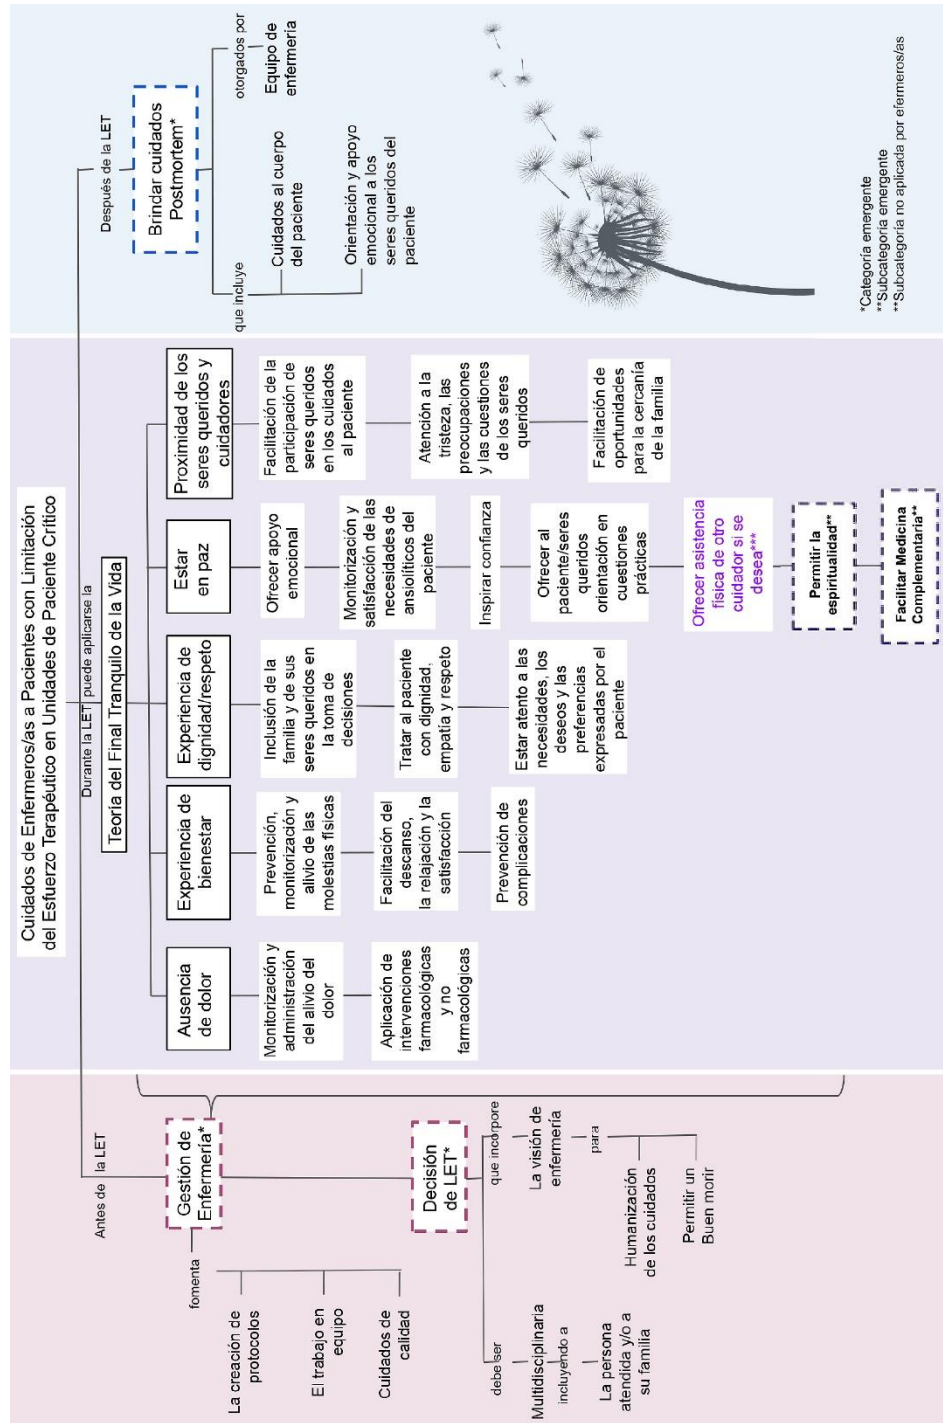 Cuidados de Enfermeros/as a Pacientes con Limitación
del Esfuerzo Terapéutico en Unidades de Paciente Crítico
Antes de la LET
Gestión de
Enfermería*
fomenta
La creación de
protocolos
El trabajo en
equipo
Cuidados de
calidad
Decisión
de LET*
debe ser
Multidisciplinaria
incluyendo a
La persona
atendida y/o a
su familia
que incorpore
La visión de
enfermería
para
Humanización
de los cuidados
Permitir un
Buen morir
Durante la LET puede aplicarse la
Teoría del Final Tranquilo de la Vida
Ausencia
de dolor
Monitorización y
administración
del alivio del
dolor
Aplicación de
intervenciones
farmacológicas
y no
farmacológicas
Experiencia de
bienestar
Prevención,
monitorización y
alivio de las
molestias físicas
Facilitación del
descanso,
la relajación y la
satisfacción
Prevención de
complicaciones
Experiencia de
dignidad/respeto
Inclusión de la
familia y de sus
seres queridos en
la toma de
decisiones
Tratar al paciente
con dignidad,
empatía y respeto
Estar atento a las
necesidades, los
deseos y las
preferencias
expresadas por el
paciente
Estar
en paz
Ofrecer apoyo
emocional
Monitorización y
satisfacción de las
necesidades de
ansiolíticos del
paciente
Inspirar confianza
Ofrecer al
paciente/seres
queridos
orientación en
cuestiones
prácticas
Ofrecer asistencia
física de otro
cuidador si se
desea***
Permitir la
espiritualidad**
Facilitar Medicina
Complementaria**
Proximidad de los
seres queridos y
cuidadores
Facilitación de la
participación de
seres queridos
en los cuidados
al paciente
Atención a la
tristeza, las
preocupaciones
y las cuestiones
de los seres
queridos
Facilitación de
oportunidades
para la cercanía
de la familia
Después de la LET
Brindar cuidados
Postmortem*
que incluye
Cuidados al cuerpo
del paciente
Orientación y apoyo
emocional a los
seres queridos del
paciente
otorgados por
Equipo de
enfermería
*Categoría emergente
**Subcategoría emergente
**Subcategoría no aplicada por efermeros/as